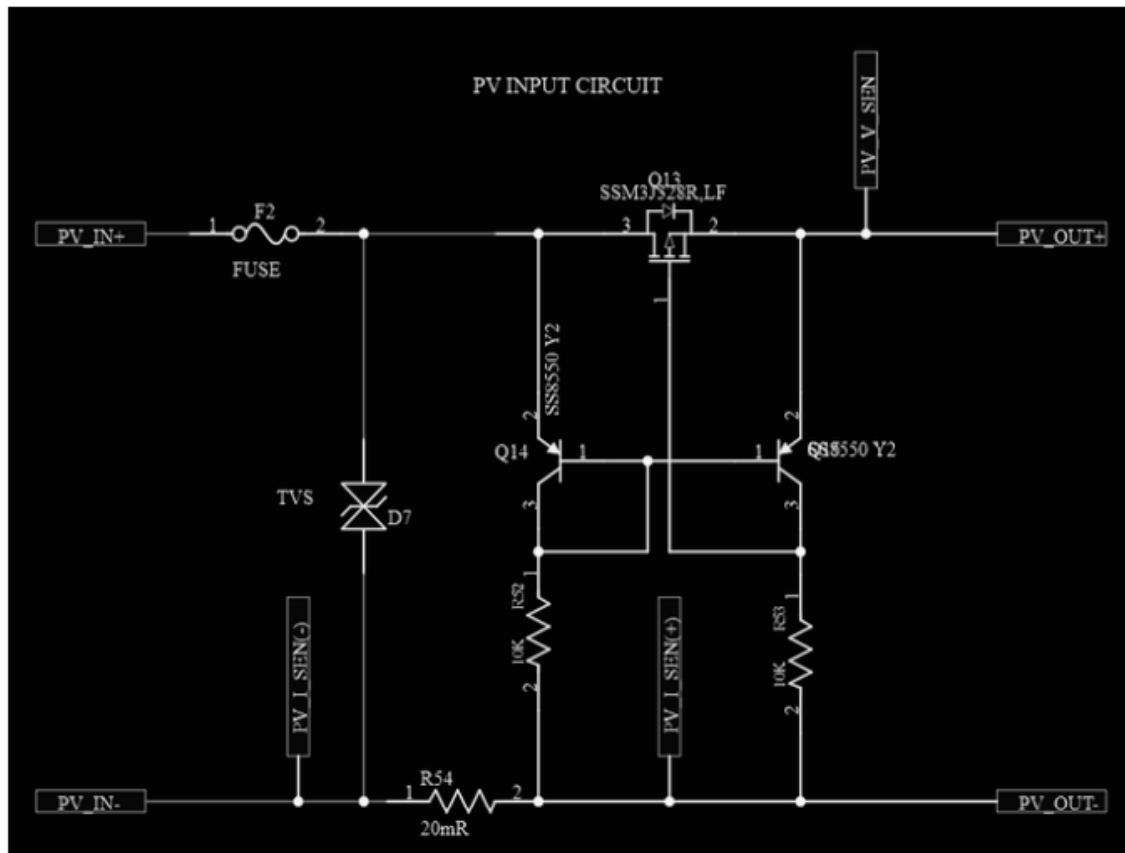 PV INPUT CIRCUIT
PV_V_SEN
Q13
SSM3J328R,LF
F2
PV_IN+
1
2
3
2
PV_OUT+
FUSE
1
SS8550 Y2
2
2
Q14
1
1
SS8550 Y2
TVS
D7
3
3
1
R52
10K
2
1
R53
10K
2
PV_I_SEN(-)
PV_I_SEN(+)
R54
PV_IN-
1
2
PV_OUT-
20mR